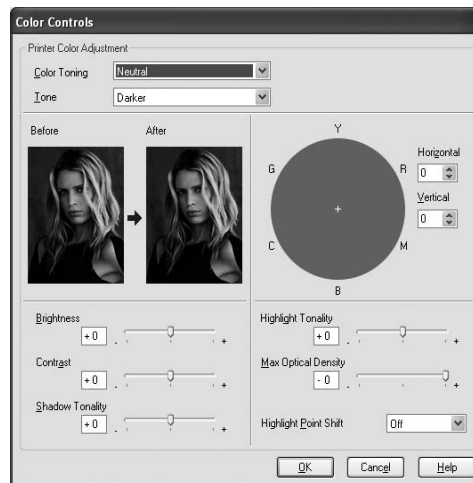 Color Controls
Printer Color Adjustment
Color Toning Neutral
Tone Darker
Before After
Y
G R
C M
B
Horizontal
0
Vertical
0
Brightness
+0
- +
Contrast
+0
- +
Shadow Tonality
+0
- +
Highlight Tonality
+0
- +
Max Optical Density
- 0
- +
Highlight Point Shift Off
OK Cancel Help